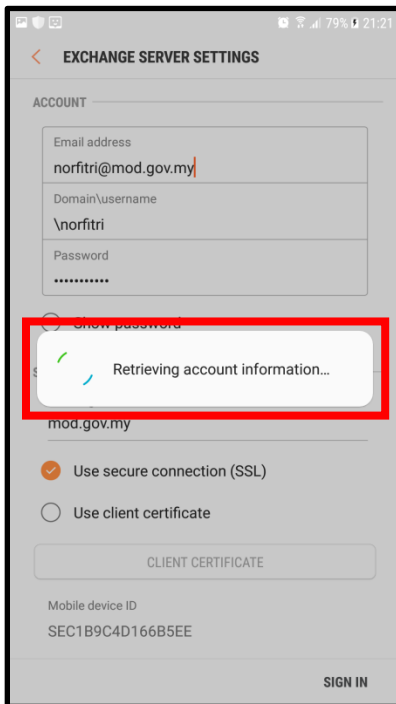 79% 21:21
EXCHANGE SERVER SETTINGS
ACCOUNT
Email address
norfitri@mod.gov.my
Domain\username
\norfitri
Password
•••••••••••
Show password
Retrieving account information...
mod.gov.my
Use secure connection (SSL)
Use client certificate
CLIENT CERTIFICATE
Mobile device ID
SEC1B9C4D166B5EE
SIGN IN